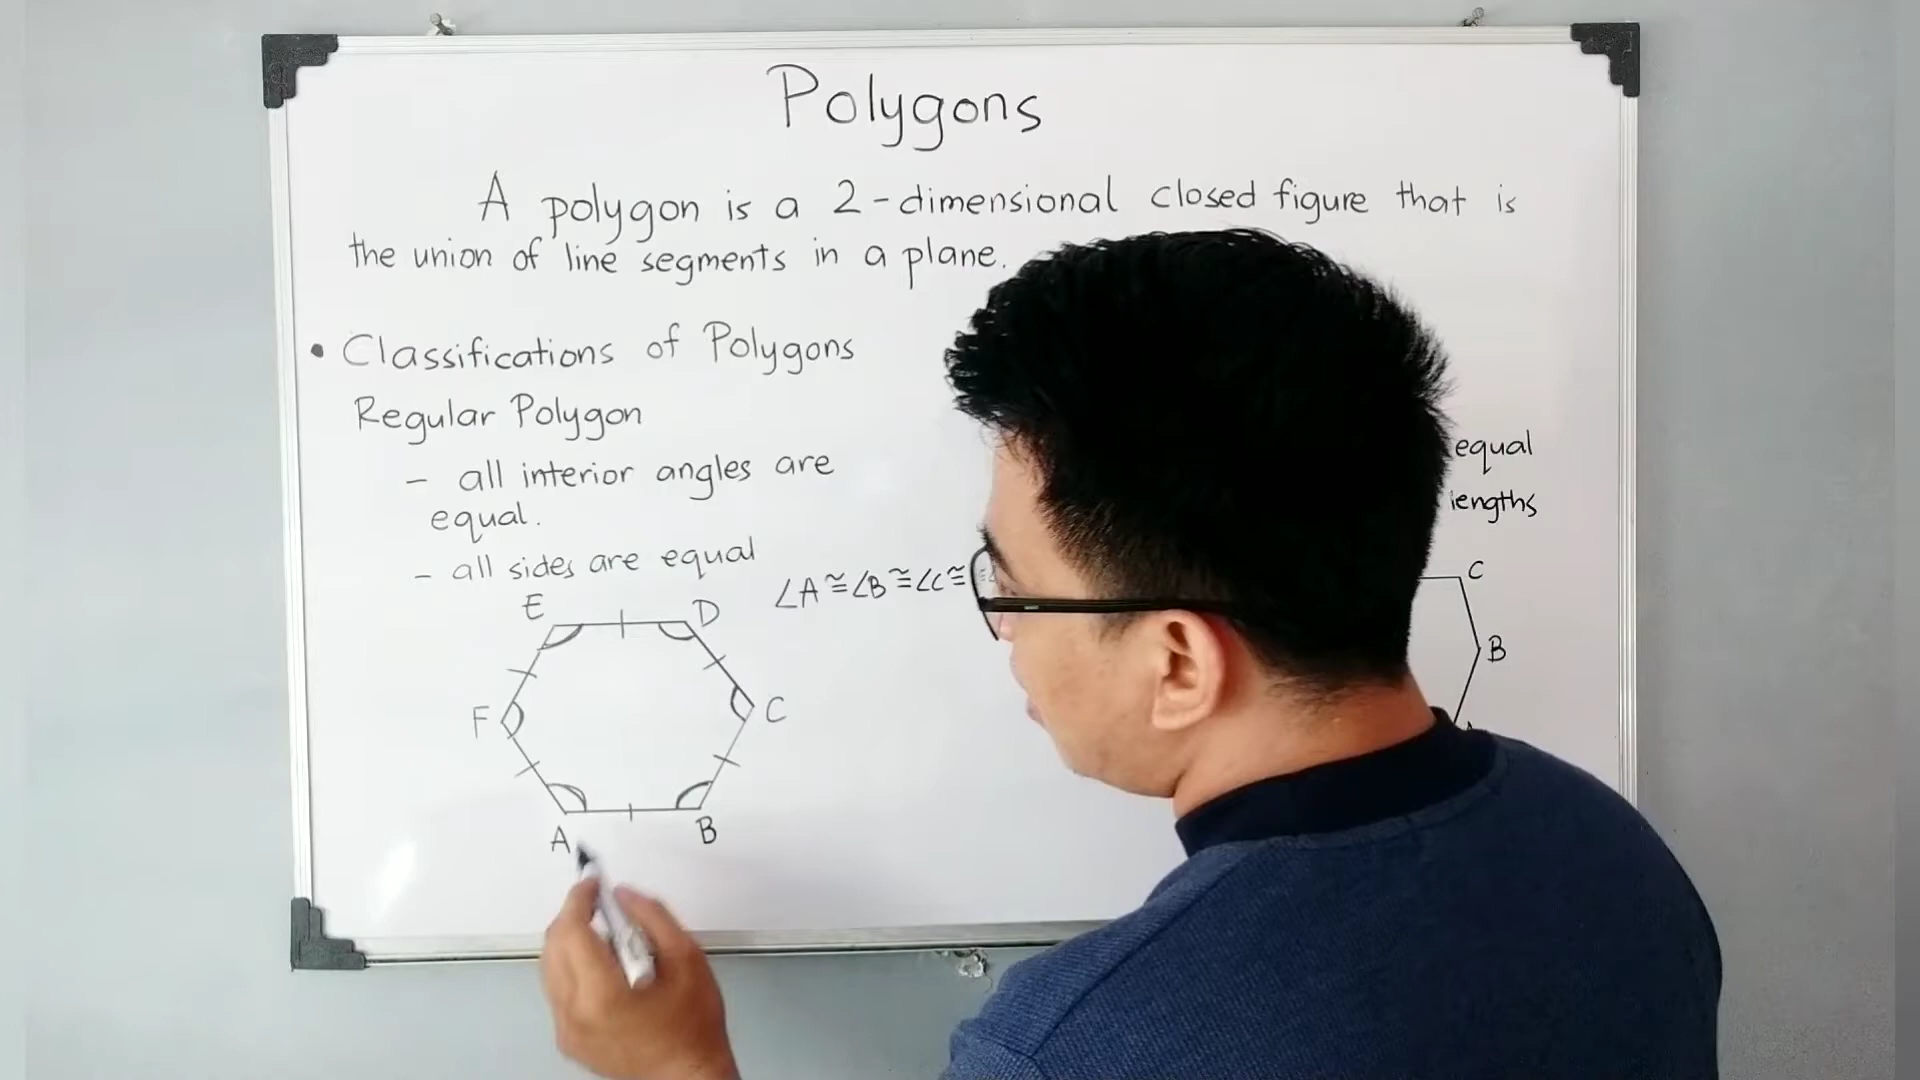 Polygons
A polygon is a 2-dimensional closed figure that is
the union of line segments in a plane.
• Classifications of Polygons
Regular Polygon
- all interior angles are
equal.
- all sides are equal
∠A≅∠B≅∠C≅
E
D
F
C
A
B
equal
lengths
C
B